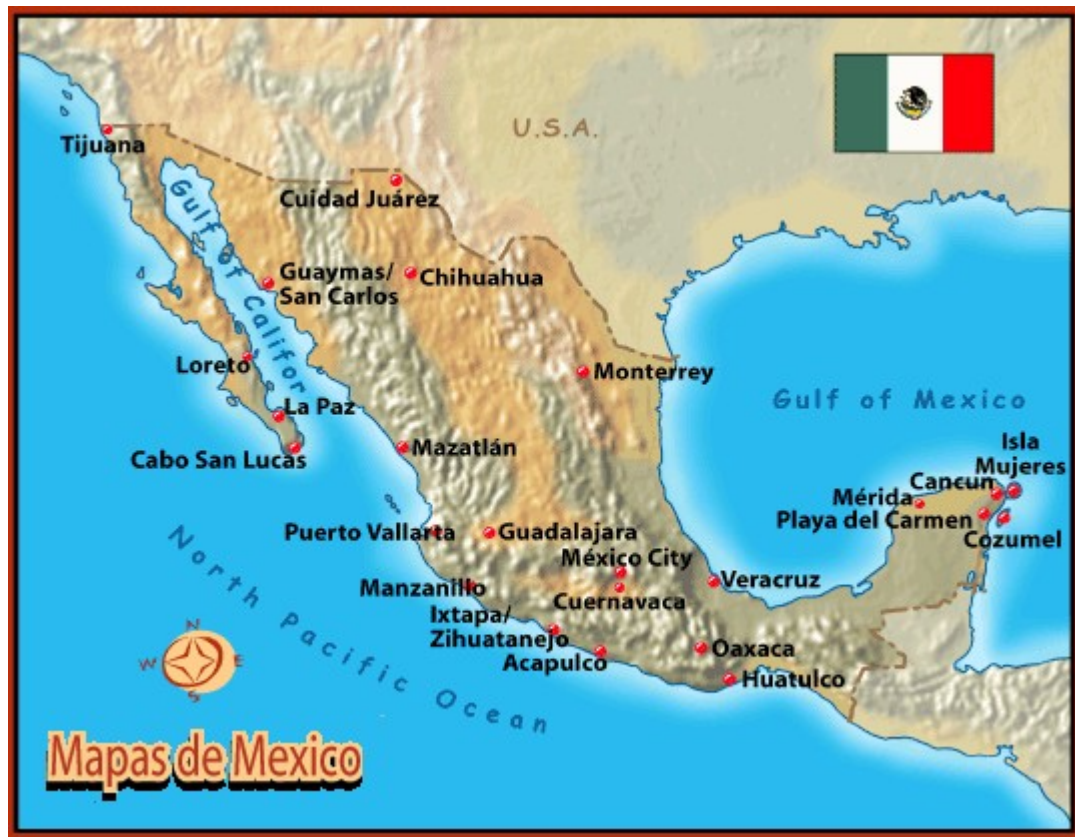 U.S.A.
Tijuana
Cuidad Juárez
Gulf of Califor
Guaymas/
San Carlos
Chihuahua
Loreto
Monterrey
La Paz
Gulf of Mexico
Cabo San Lucas
Mazatlán
Isla
Mujeres
Cancun
Mérida
Playa del Carmen
Cozumel
Puerto Vallarta
Guadalajara
México City
Manzanillo
Veracruz
Cuernavaca
Ixtapa/
Zihuatanejo
Acapulco
Oaxaca
Huatulco
North Pacific Ocean
N
W
E
S
Mapas de Mexico